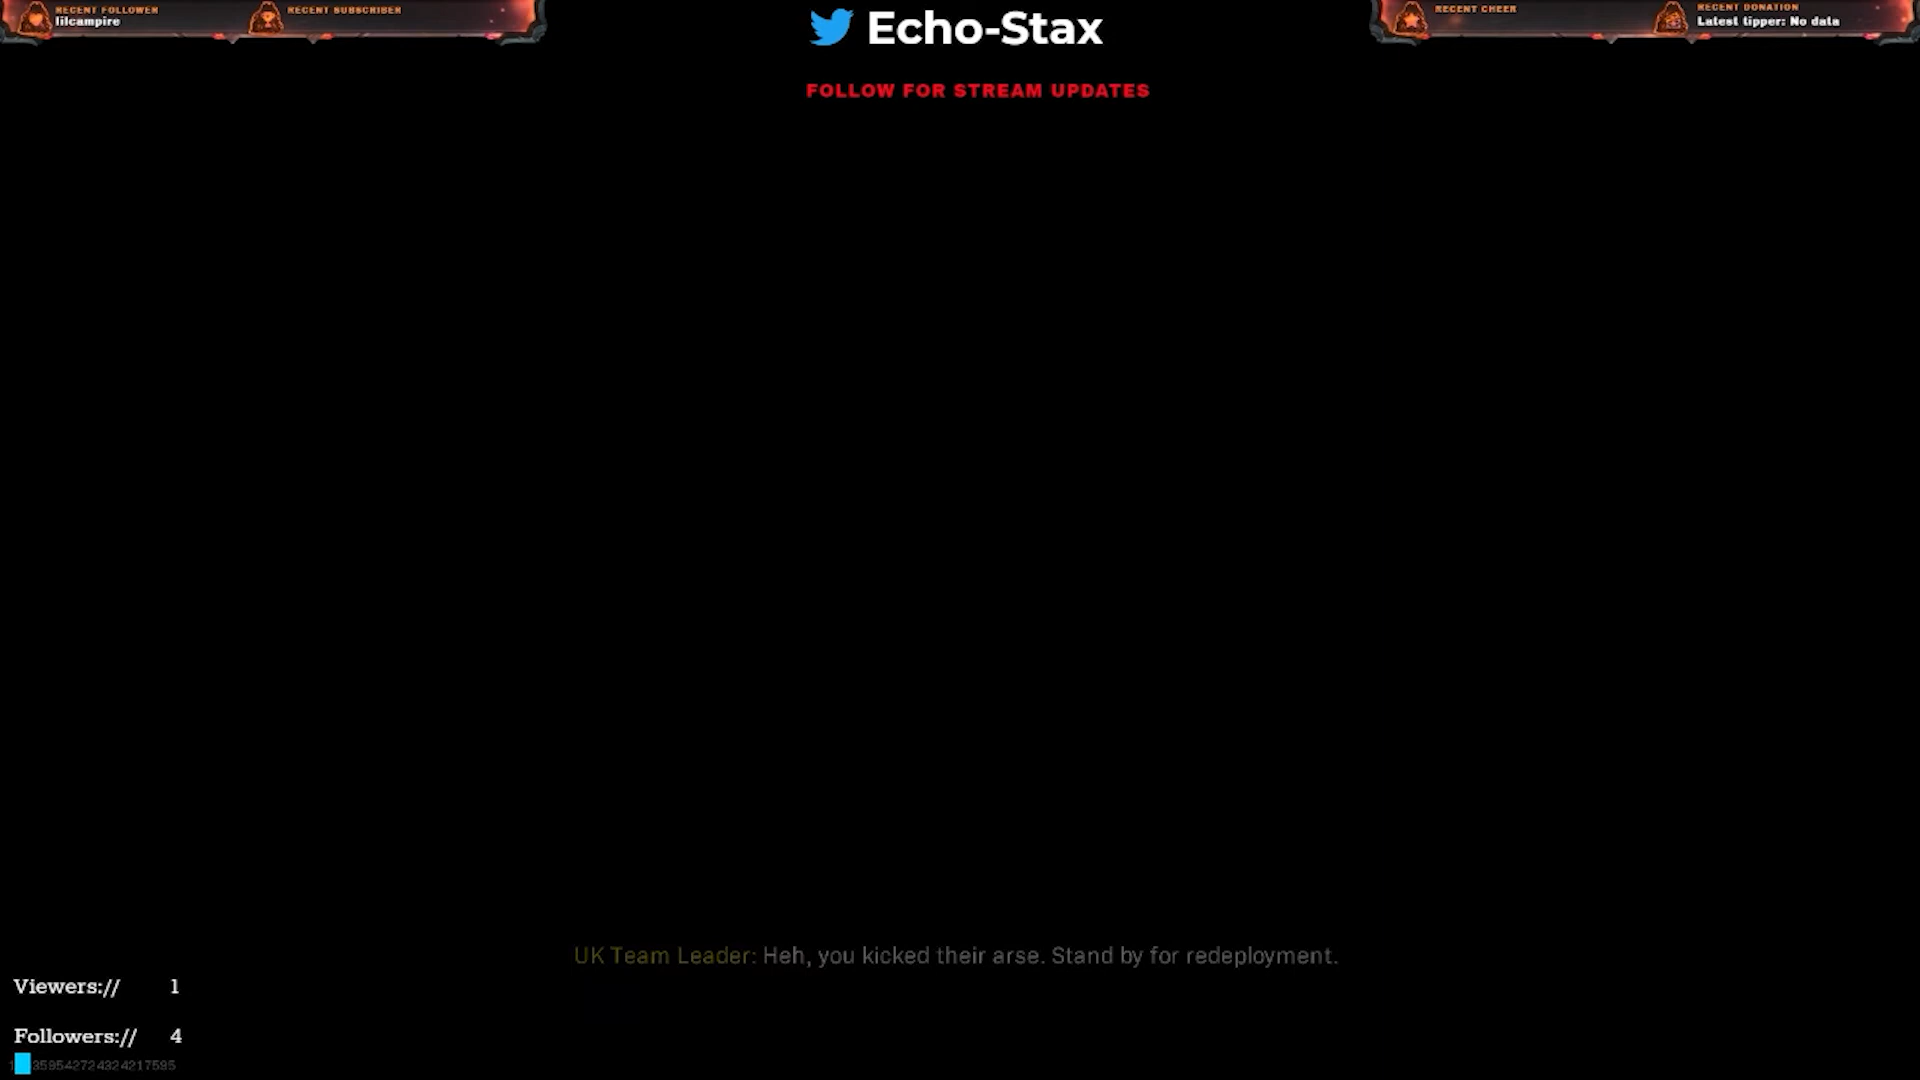 RECENT FOLLOWER
lilcampire
RECENT SUBSCRIBER
Echo-Stax
FOLLOW FOR STREAM UPDATES
RECENT CHEER
RECENT DONATION
Latest tipper: No data
UK Team Leader: Heh, you kicked their arse. Stand by for redeployment.
Viewers:// 1
Followers:// 4